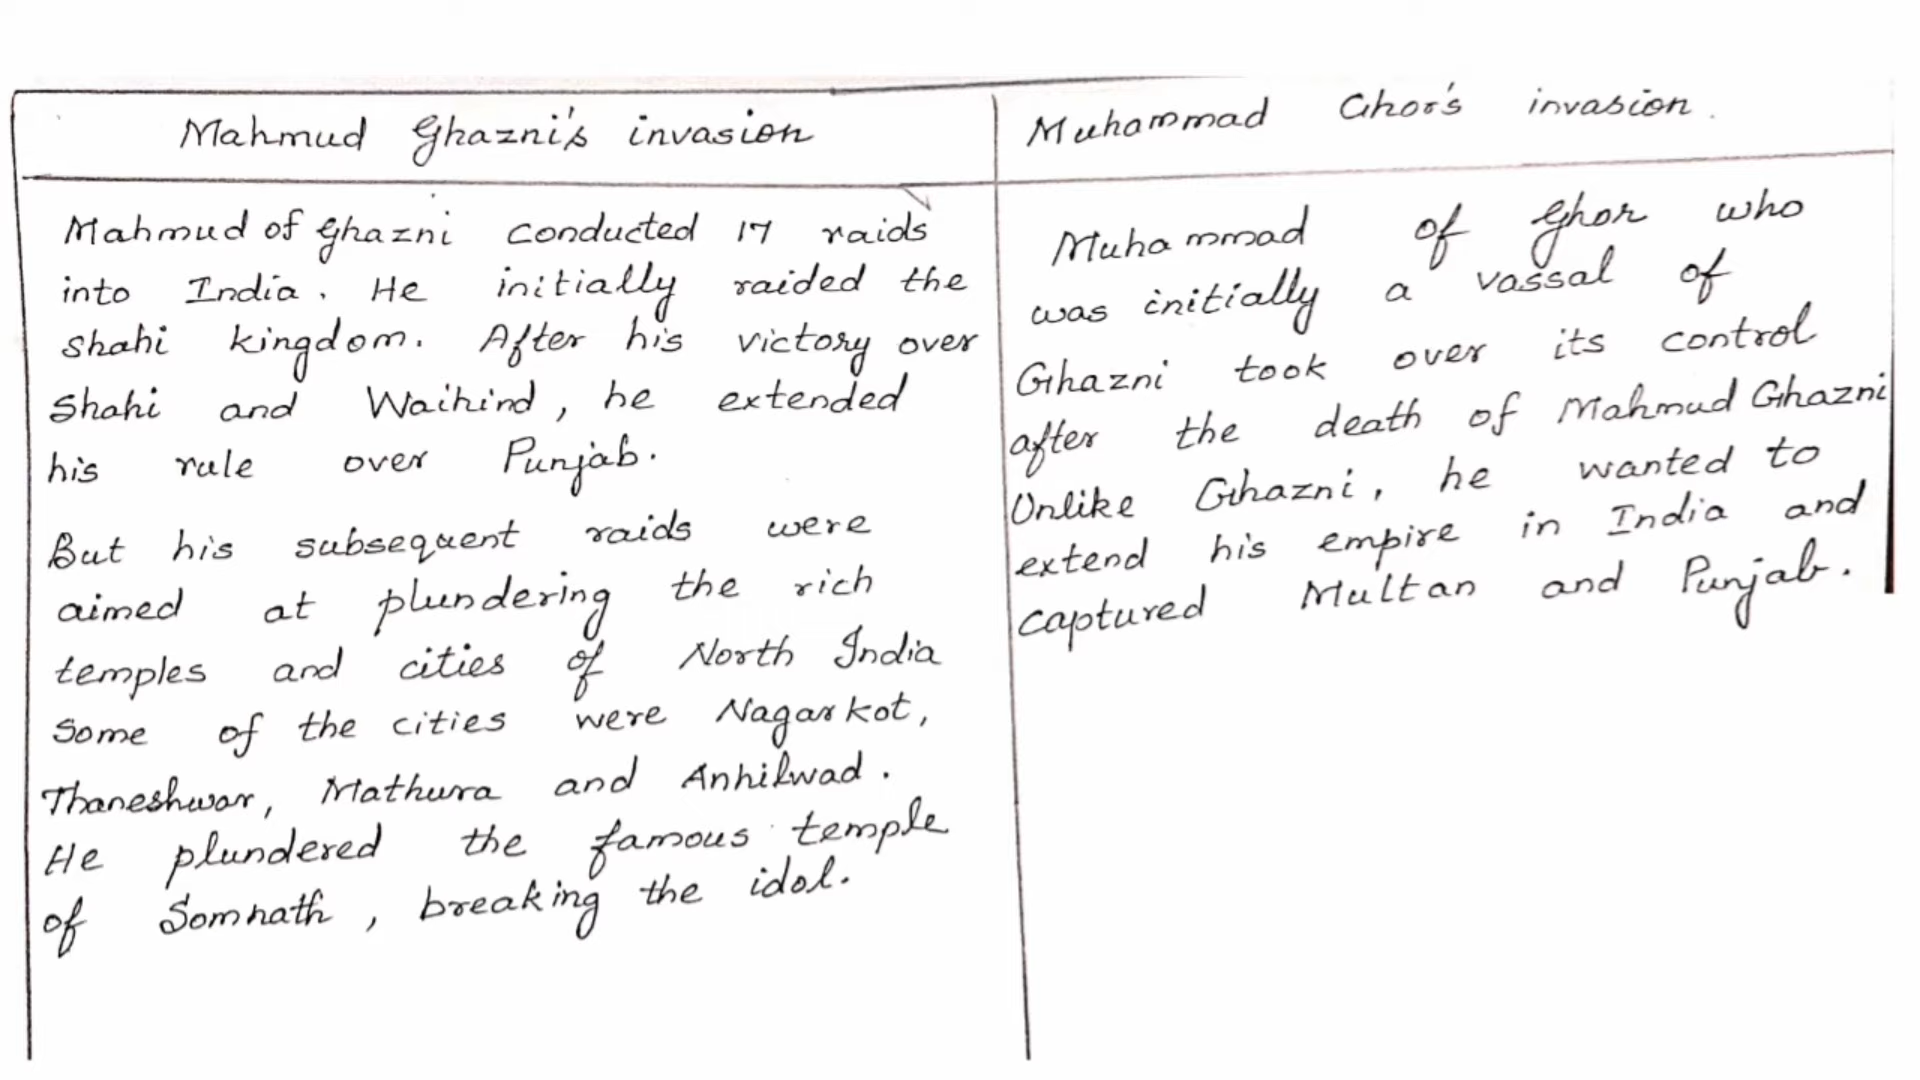 Mahmud Ghazni's invasion
Mahmud of Ghazni conducted 17 raids
into India. He initially raided the
Shahi kingdom. After his victory over
Shahi and Waihind, he extended
his rule over Punjab.
But his subsequent raids were
aimed at plundering the rich
temples and cities of North India
Some of the cities were Nagarkot,
Thaneshwar, Mathura and Anhilwad.
He plundered the famous temple
of Somnath, breaking the idol.
Muhammad Ghor's invasion.
Muhammad of Ghor who
was initially a vassal of
Ghazni took over its control
after the death of Mahmud Ghazni
Unlike Ghazni, he wanted to
extend his empire in India and
captured Multan and Punjab.